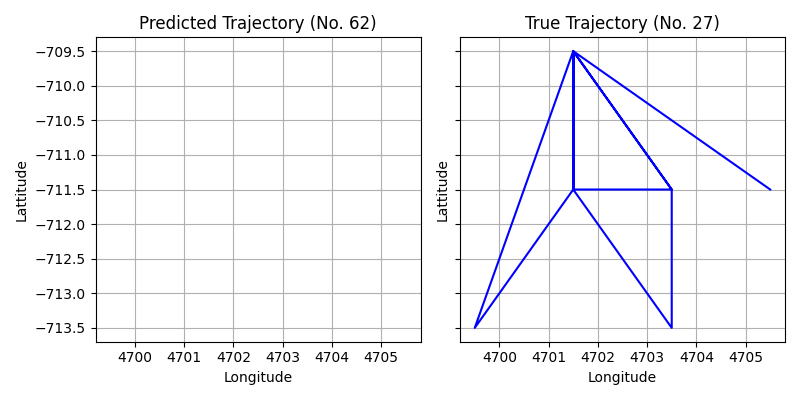 Predicted Trajectory (No. 62)
True Trajectory (No. 27)
−709.5
−710.0
−710.5
−711.0
−711.5
−712.0
−712.5
−713.0
−713.5
Lattitude
Lattitude
4700 4701 4702 4703 4704 4705
4700 4701 4702 4703 4704 4705
Longitude
Longitude